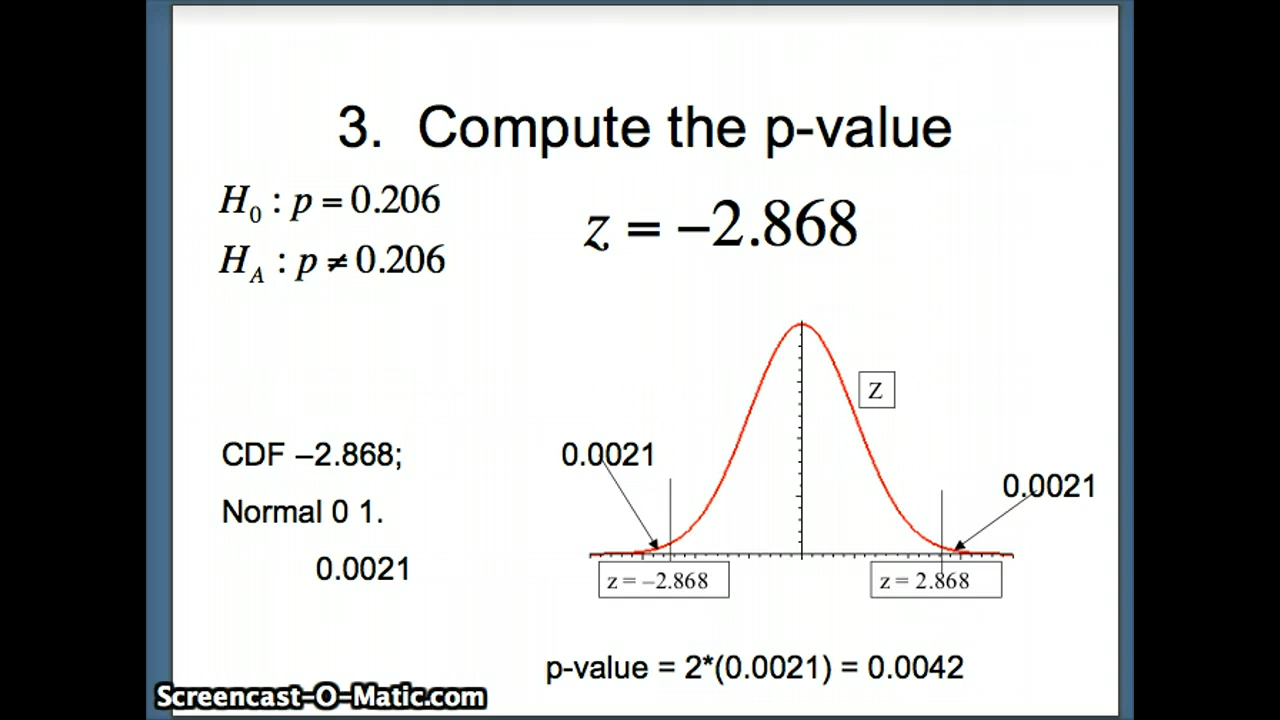 3. Compute the p-value
H₀ : p = 0.206
z = −2.868
H_A : p ≠ 0.206
Z
CDF –2.868;
0.0021
0.0021
Normal 0 1.
0.0021
z = –2.868
z = 2.868
p-value = 2*(0.0021) = 0.0042
Screencast-O-Matic.com